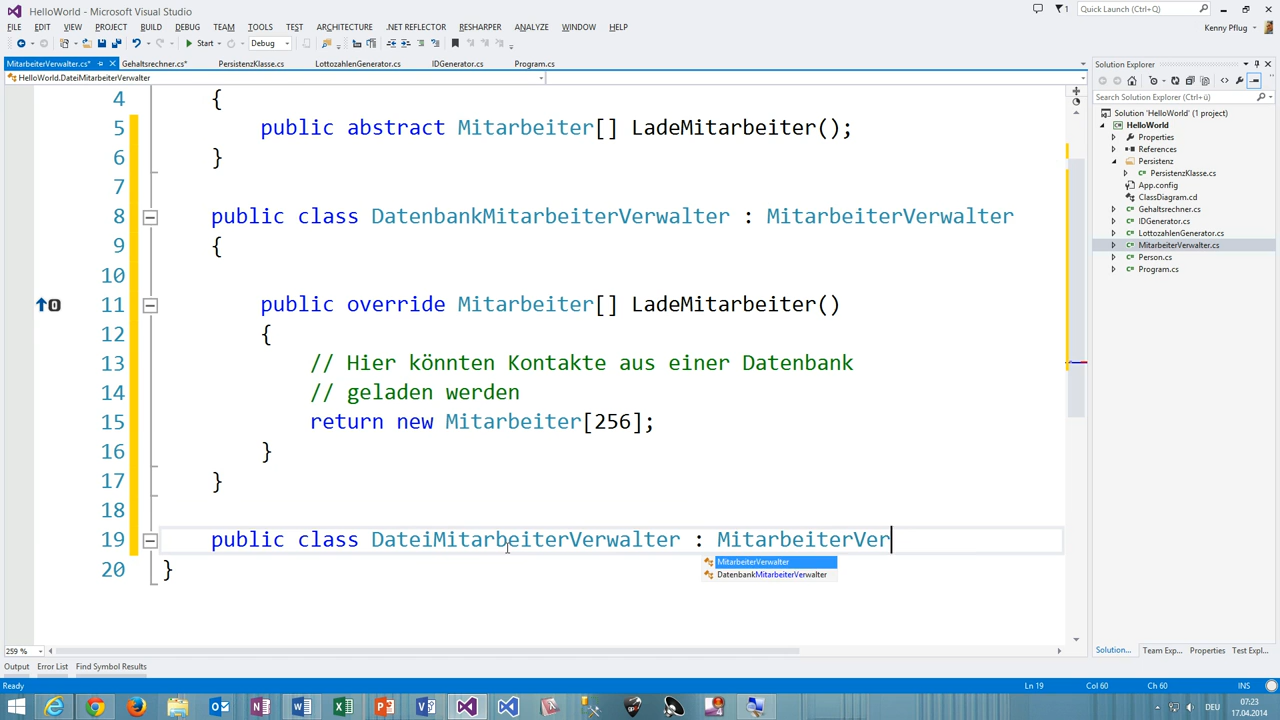 HelloWorld - Microsoft Visual Studio
1
Quick Launch (Ctrl+Q)
FILE EDIT VIEW PROJECT BUILD DEBUG TEAM TOOLS TEST ARCHITECTURE .NET REFLECTOR RESHARPER ANALYZE WINDOW HELP
Kenny Pflug
Start Debug
MitarbeiterVerwalter.cs* Gehaltsrechner.cs* PersistenzKlasse.cs LottozahlenGenerator.cs IDGenerator.cs Program.cs
HelloWorld.DateiMitarbeiterVerwalter
4 {
5 public abstract Mitarbeiter[] LadeMitarbeiter();
6 }
7
8 public class DatenbankMitarbeiterVerwalter : MitarbeiterVerwalter
9 {
10
11 public override Mitarbeiter[] LadeMitarbeiter()
12 {
13 // Hier könnten Kontakte aus einer Datenbank
14 // geladen werden
15 return new Mitarbeiter[256];
16 }
17 }
18
19 public class DateiMitarbeiterVerwalter : MitarbeiterVer
20 }
MitarbeiterVerwalter
DatenbankMitarbeiterVerwalter
Solution Explorer
Search Solution Explorer (Ctrl+ü)
Solution 'HelloWorld' (1 project)
HelloWorld
Properties
References
Persistenz
PersistenzKlasse.cs
App.config
ClassDiagram.cd
Gehaltsrechner.cs
IDGenerator.cs
LottozahlenGenerator.cs
MitarbeiterVerwalter.cs
Person.cs
Program.cs
259 %
Solution... Team Exp... Properties Test Expl...
Output Error List Find Symbol Results
Ready Ln 19 Col 60 Ch 60 INS
DEU
07:23
17.04.2014